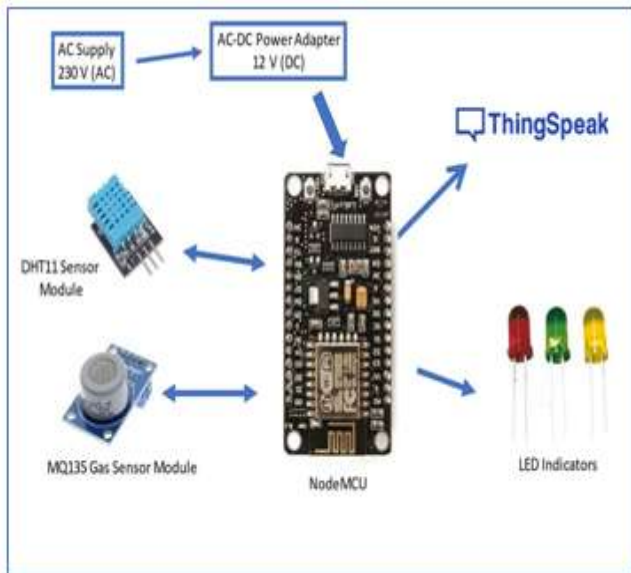 AC Supply
230 V (AC)
AC-DC Power Adapter
12 V (DC)
ThingSpeak
DHT11 Sensor
Module
MQ135 Gas Sensor Module
NodeMCU
LED Indicators